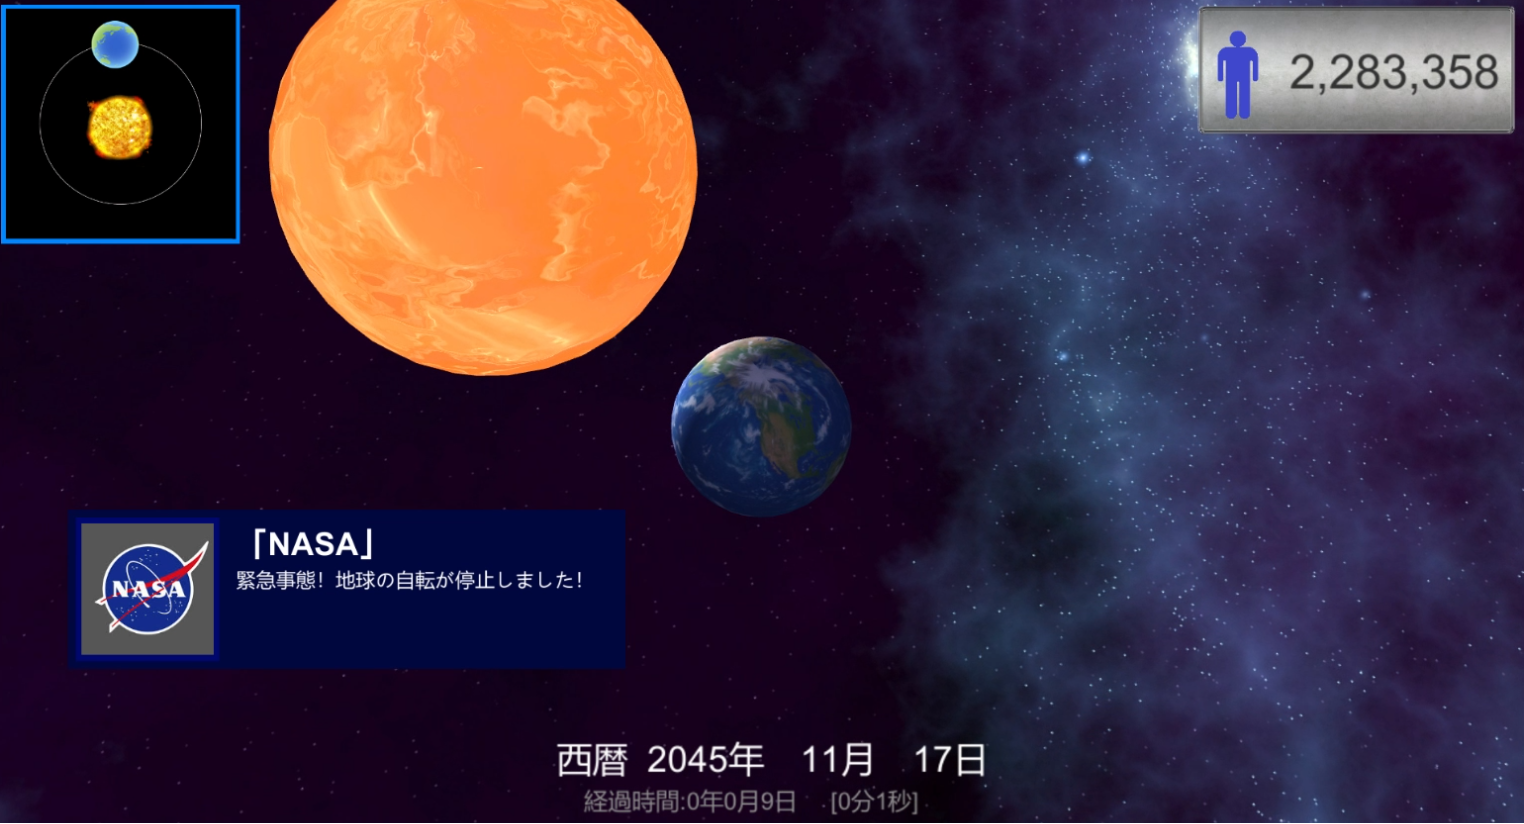 2,283,358
「NASA」
緊急事態！地球の自転が停止しました！
NASA
西暦 2045年 11月 17日
経過時間:0年0月9日 [0分1秒]